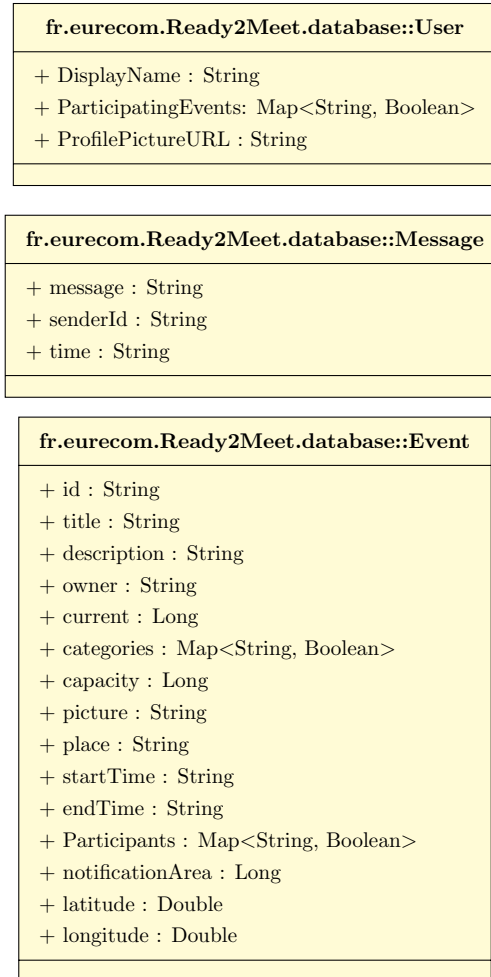 fr.eurecom.Ready2Meet.database::User
+ DisplayName : String
+ ParticipatingEvents: Map<String, Boolean>
+ ProfilePictureURL : String
fr.eurecom.Ready2Meet.database::Message
+ message : String
+ senderId : String
+ time : String
fr.eurecom.Ready2Meet.database::Event
+ id : String
+ title : String
+ description : String
+ owner : String
+ current : Long
+ categories : Map<String, Boolean>
+ capacity : Long
+ picture : String
+ place : String
+ startTime : String
+ endTime : String
+ Participants : Map<String, Boolean>
+ notificationArea : Long
+ latitude : Double
+ longitude : Double